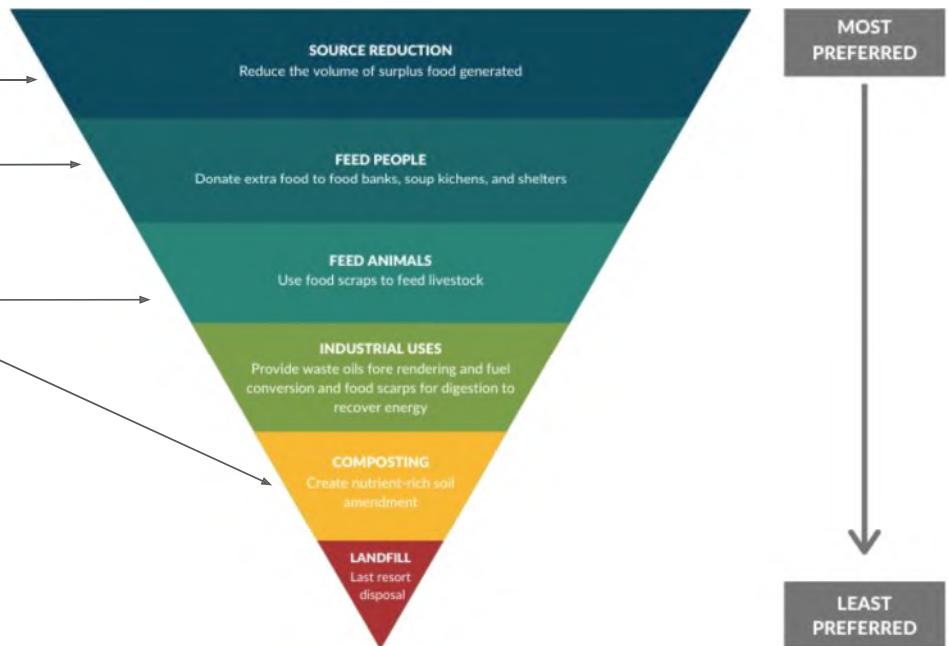 SOURCE REDUCTION
Reduce the volume of surplus food generated
MOST
PREFERRED
FEED PEOPLE
Donate extra food to food banks, soup kichens, and shelters
FEED ANIMALS
Use food scraps to feed livestock
INDUSTRIAL USES
Provide waste oils fore rendering and fuel
conversion and food scarps for digestion to
recover energy
COMPOSTING
Create nutrient-rich soil
amendment
LANDFILL
Last resort
disposal
LEAST
PREFERRED